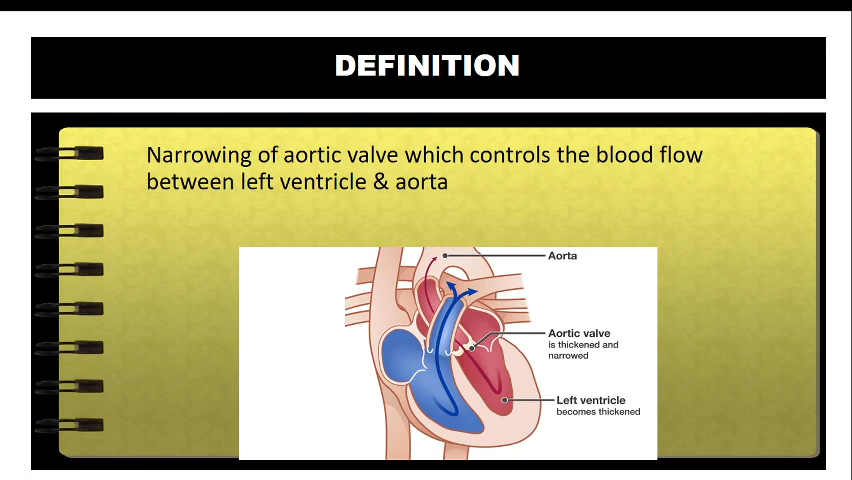 DEFINITION
Narrowing of aortic valve which controls the blood flow
between left ventricle & aorta
Aorta
Aortic valve
is thickened and
narrowed
Left ventricle
becomes thickened